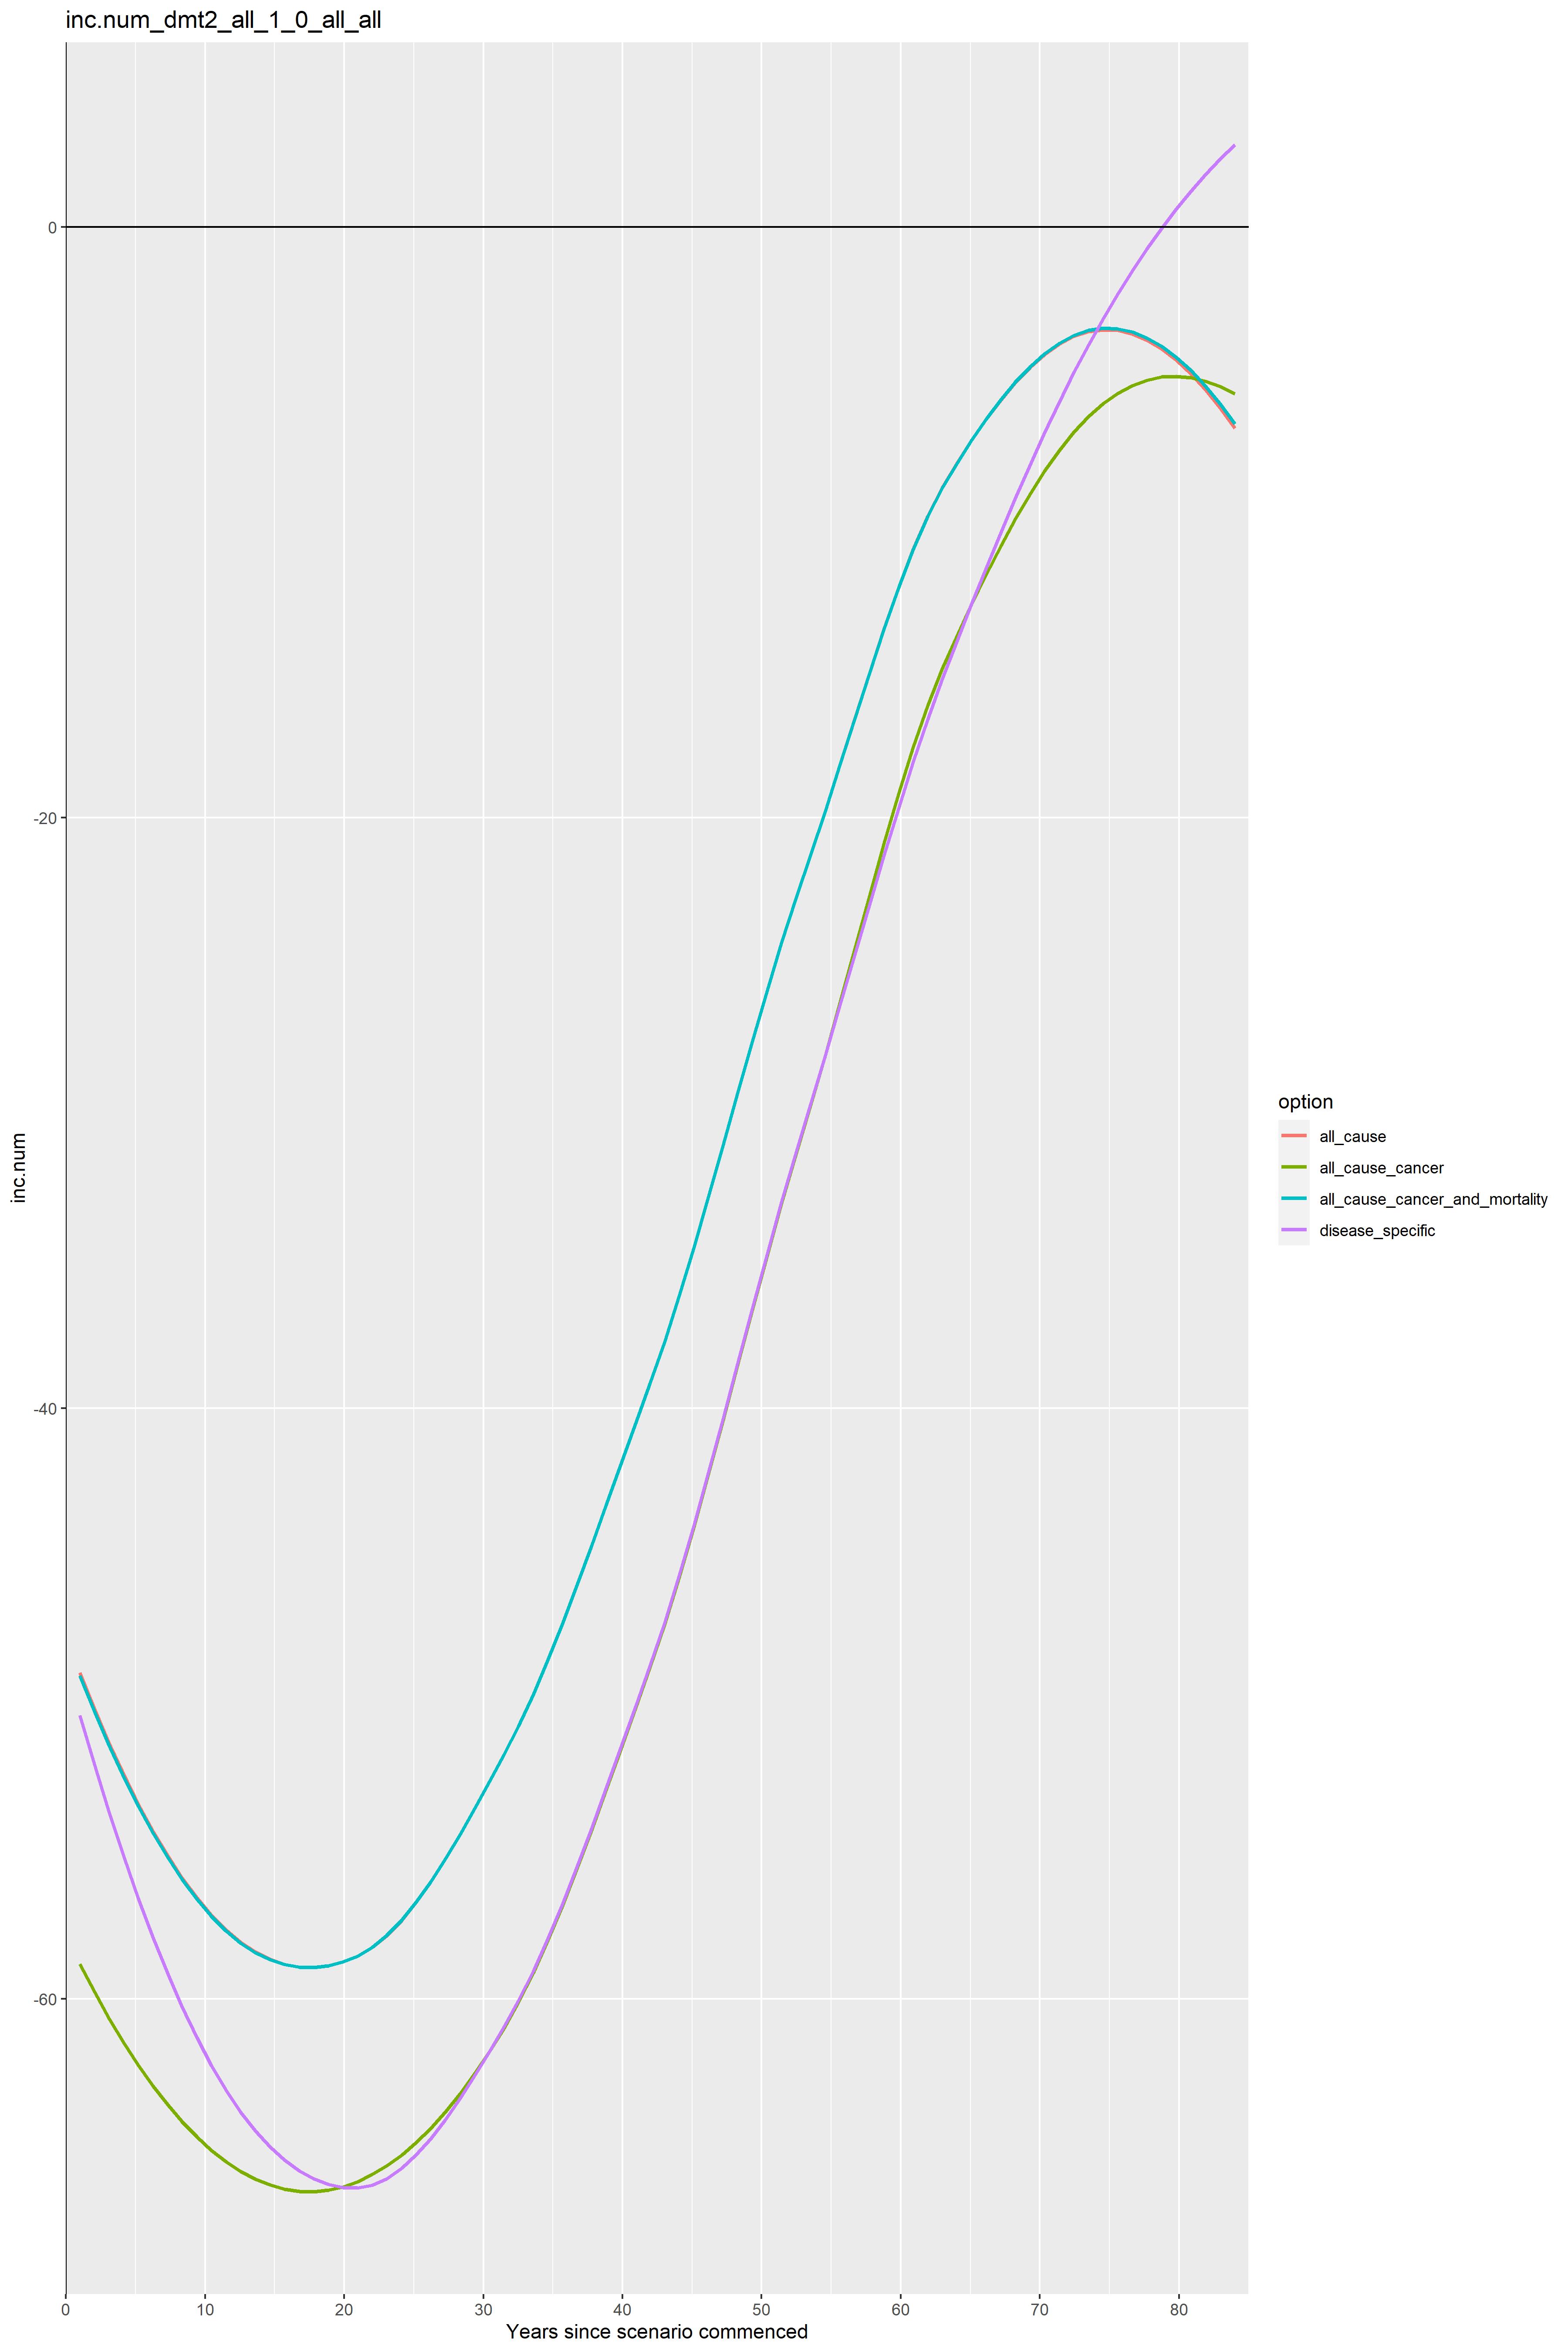 inc.num_dmt2_all_1_0_all_all
0
-20
-40
-60
inc.num
0 10 20 30 40 50 60 70 80
Years since scenario commenced
option
all_cause
all_cause_cancer
all_cause_cancer_and_mortality
disease_specific